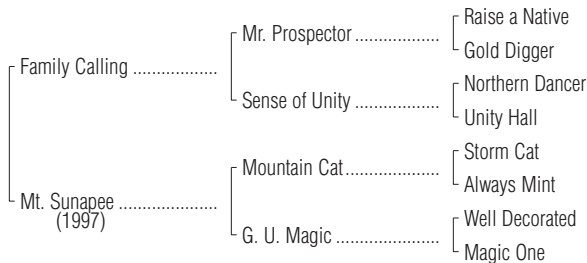 Raise a Native
Mr. Prospector ....................
Gold Digger
Family Calling ....................
Northern Dancer
Sense of Unity ....................
Unity Hall
Storm Cat
Mountain Cat ......................
Always Mint
Mt. Sunapee .......................
(1997)
Well Decorated
G. U. Magic .......................
Magic One